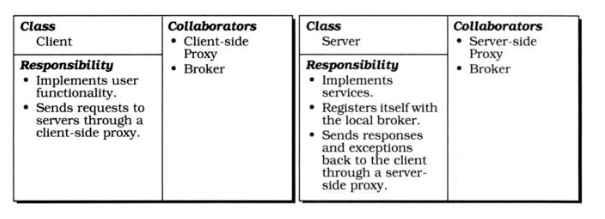 Class
Client
Collaborators
• Client-side
Proxy
• Broker
Responsibility
• Implements user
functionality.
• Sends requests to
servers through a
client-side proxy.
Class
Server
Collaborators
• Server-side
Proxy
• Broker
Responsibility
• Implements
services.
• Registers itself with
the local broker.
• Sends responses
and exceptions
back to the client
through a server-
side proxy.